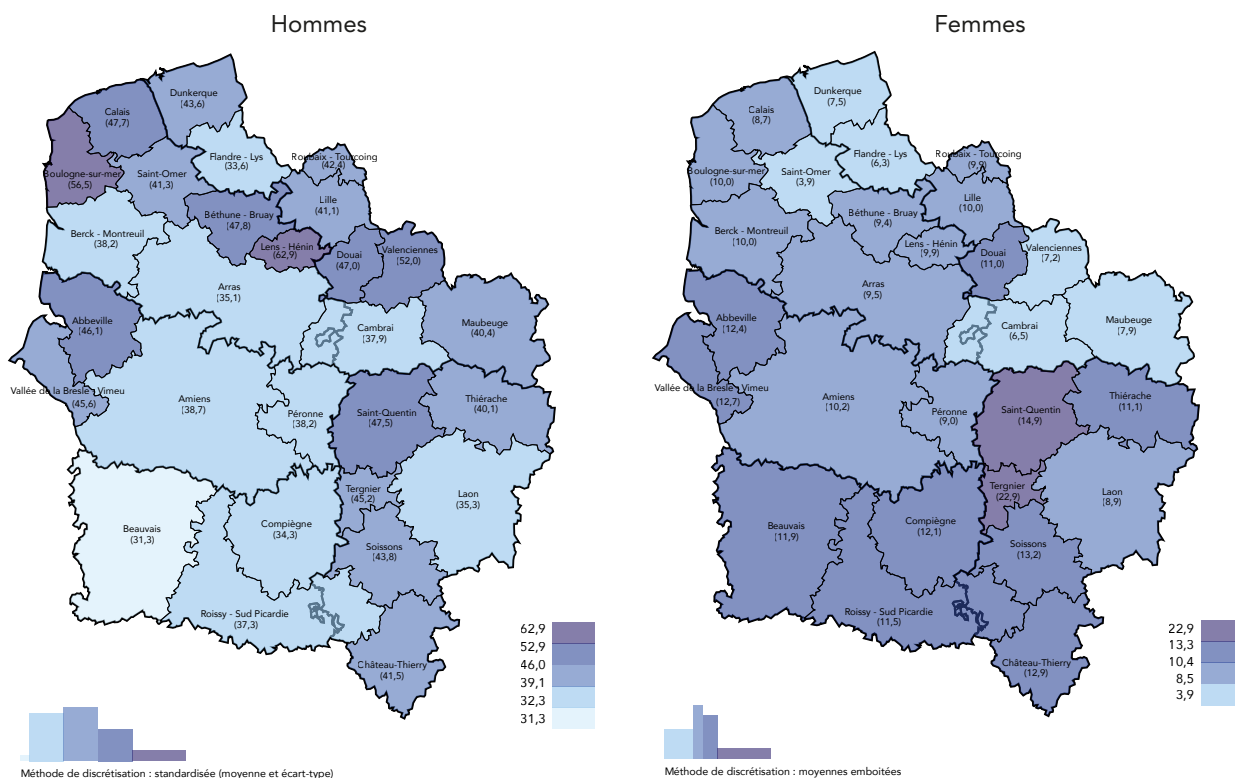 Hommes
Dunkerque
(43,6)
Calais
(47,7)
Flandre - Lys
(33,6)
Roubaix - Tourcoing
(42,4)
Boulogne-sur-mer
(56,5)
Saint-Omer
(41,3)
Lille
(41,1)
Béthune - Bruay
(47,8)
Berck - Montreuil
(38,2)
Lens - Hénin
(62,9)
Douai
(47,0)
Valenciennes
(52,0)
Arras
(35,1)
Abbeville
(46,1)
Cambrai
(37,9)
Maubeuge
(40,4)
Vallée de la Bresle - Vimeu
(45,6)
Amiens
(38,7)
Péronne
(38,2)
Saint-Quentin
(47,5)
Thiérache
(40,1)
Tergnier
(45,2)
Laon
(35,3)
Beauvais
(31,3)
Compiègne
(34,3)
Soissons
(43,8)
Roissy - Sud Picardie
(37,3)
Château-Thierry
(41,5)
62,9
52,9
46,0
39,1
32,3
31,3
Méthode de discrétisation : standardisée (moyenne et écart-type)
Femmes
Dunkerque
(7,5)
Calais
(8,7)
Flandre - Lys
(6,3)
Roubaix - Tourcoing
(9,9)
Boulogne-sur-mer
(10,0)
Saint-Omer
(3,9)
Lille
(10,0)
Béthune - Bruay
(9,4)
Berck - Montreuil
(10,0)
Lens - Hénin
(9,9)
Douai
(11,0)
Valenciennes
(7,2)
Arras
(9,5)
Abbeville
(12,4)
Cambrai
(6,5)
Maubeuge
(7,9)
Vallée de la Bresle - Vimeu
(12,7)
Amiens
(10,2)
Péronne
(9,0)
Saint-Quentin
(14,9)
Thiérache
(11,1)
Tergnier
(22,9)
Laon
(8,9)
Beauvais
(11,9)
Compiègne
(12,1)
Soissons
(13,2)
Roissy - Sud Picardie
(11,5)
Château-Thierry
(12,9)
22,9
13,3
10,4
8,5
3,9
Méthode de discrétisation : moyennes emboitées